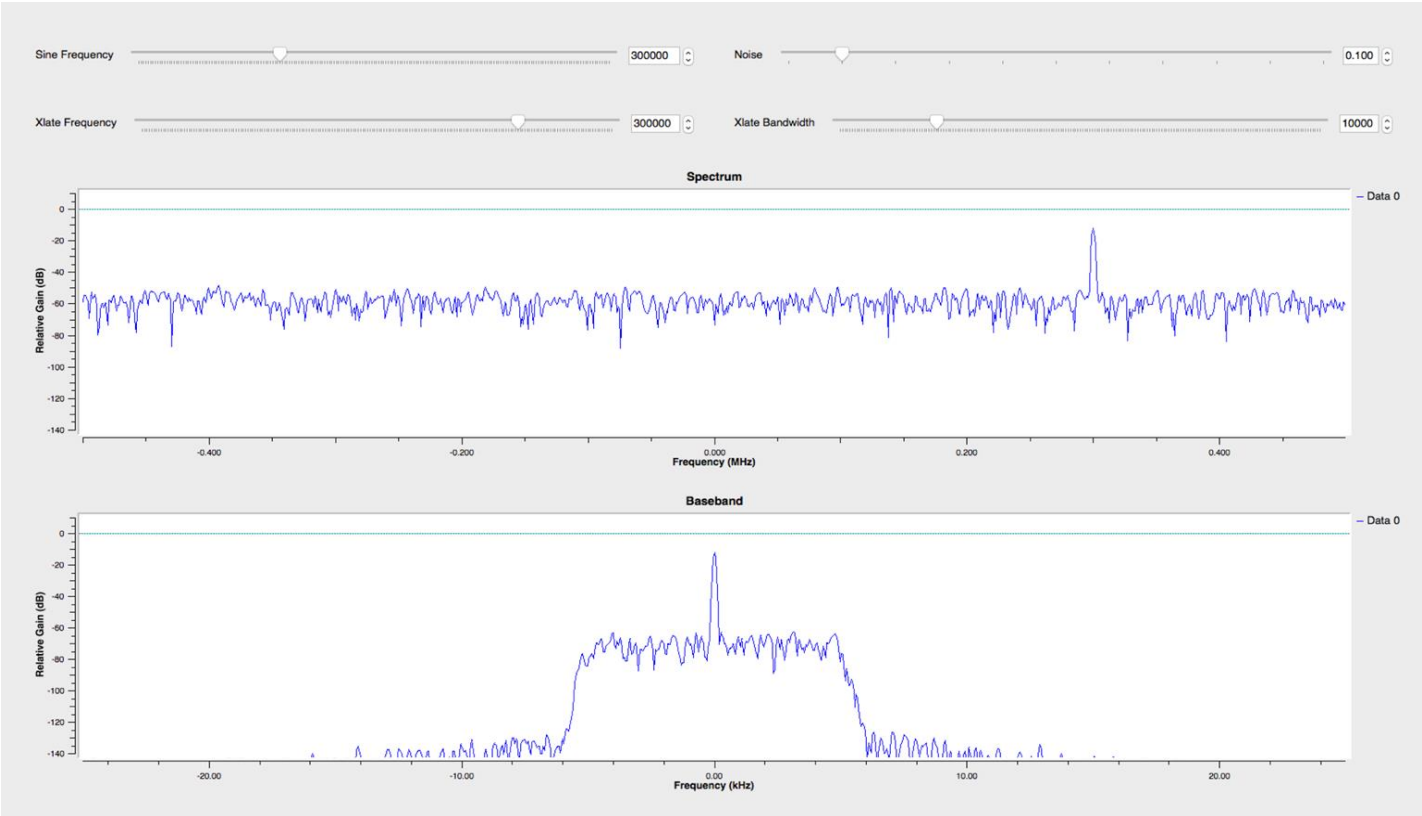 Sine Frequency 300000 Noise 0.100
Xlate Frequency 300000 Xlate Bandwidth 10000
Spectrum
Data 0
0
-20
-40
-60
-80
-100
-120
-140
Relative Gain (dB)
-0.400 -0.200 0.000 0.200 0.400
Frequency (MHz)
Baseband
Data 0
0
-20
-40
-60
-80
-100
-120
-140
Relative Gain (dB)
-20.00 -10.00 0.00 10.00 20.00
Frequency (kHz)